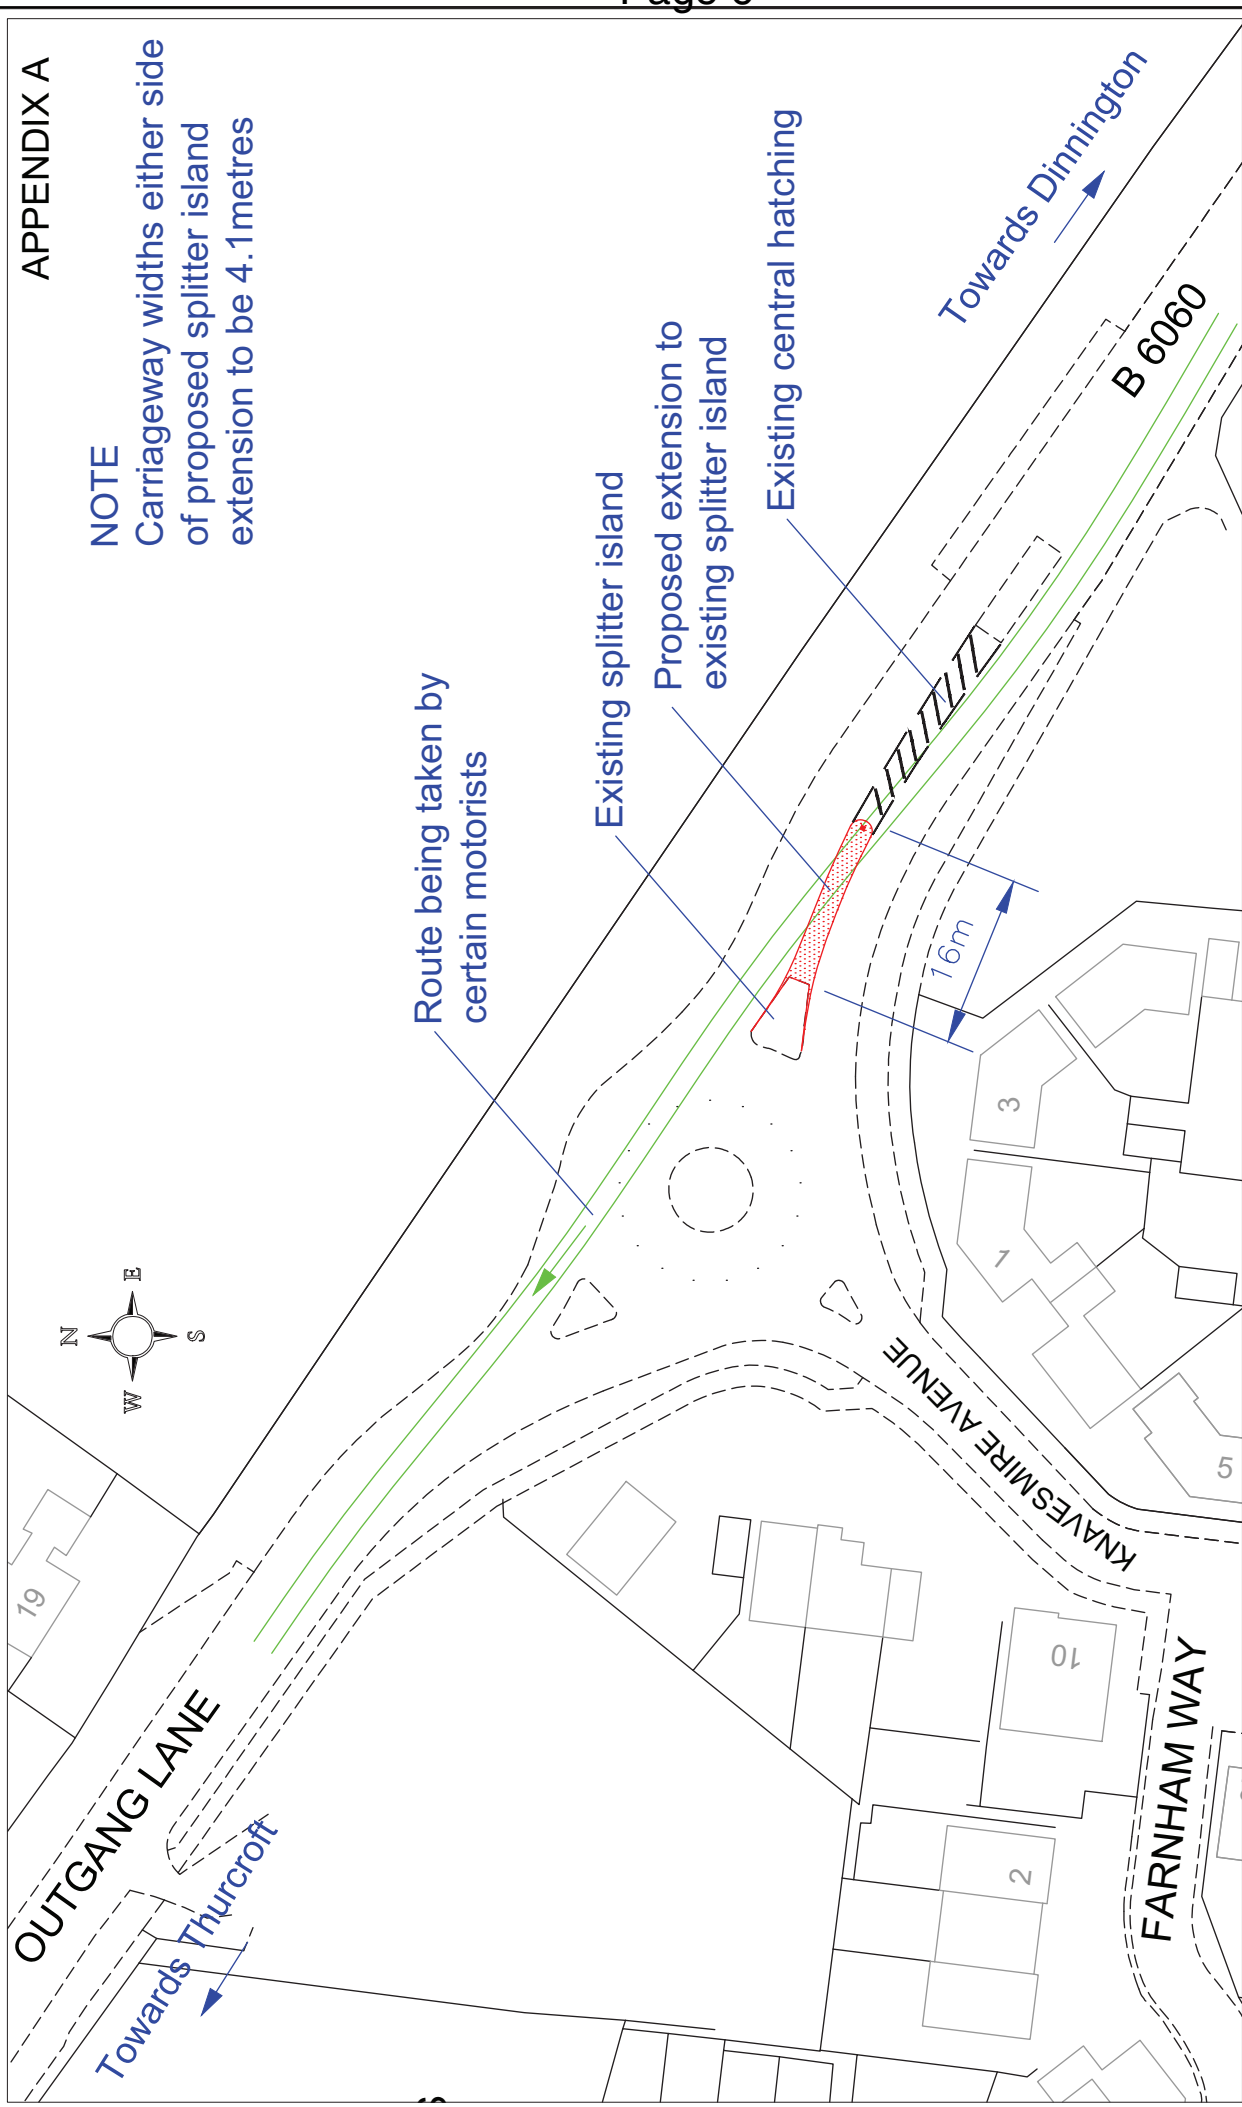 APPENDIX A
NOTE
Carriageway widths either side
of proposed splitter island
extension to be 4.1metres
Towards Dinnington
B 6060
Existing central hatching
Proposed extension to
existing splitter island
Existing splitter island
Route being taken by
certain motorists
16m
N
E
S
W
19
OUTGANG LANE
Towards Thurcroft
KNAVESMIRE AVENUE
FARNHAM WAY
3
1
5
10
2